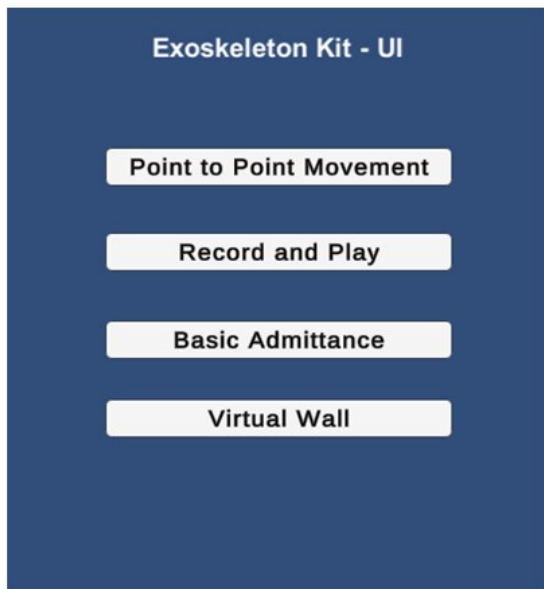 Exoskeleton Kit - UI
Point to Point Movement
Record and Play
Basic Admittance
Virtual Wall